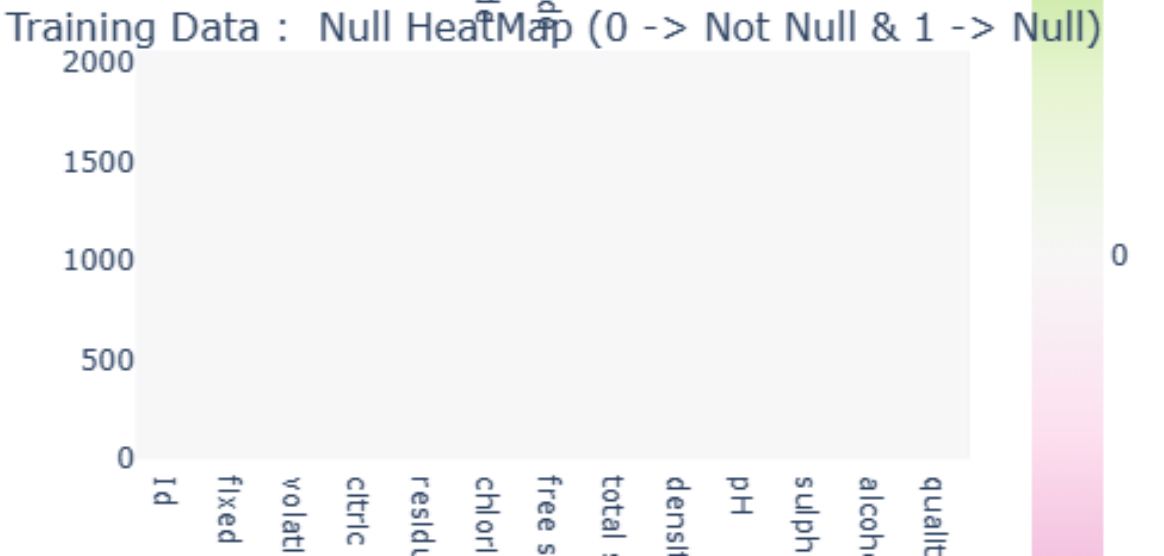 Training Data :  Null HeatMap (0 -> Not Null & 1 -> Null)
2000
1500
1000
500
0
0
Id
fixed
volati
citric
residu
chlori
free s
total s
densit
pH
sulph
alcoho
qualit